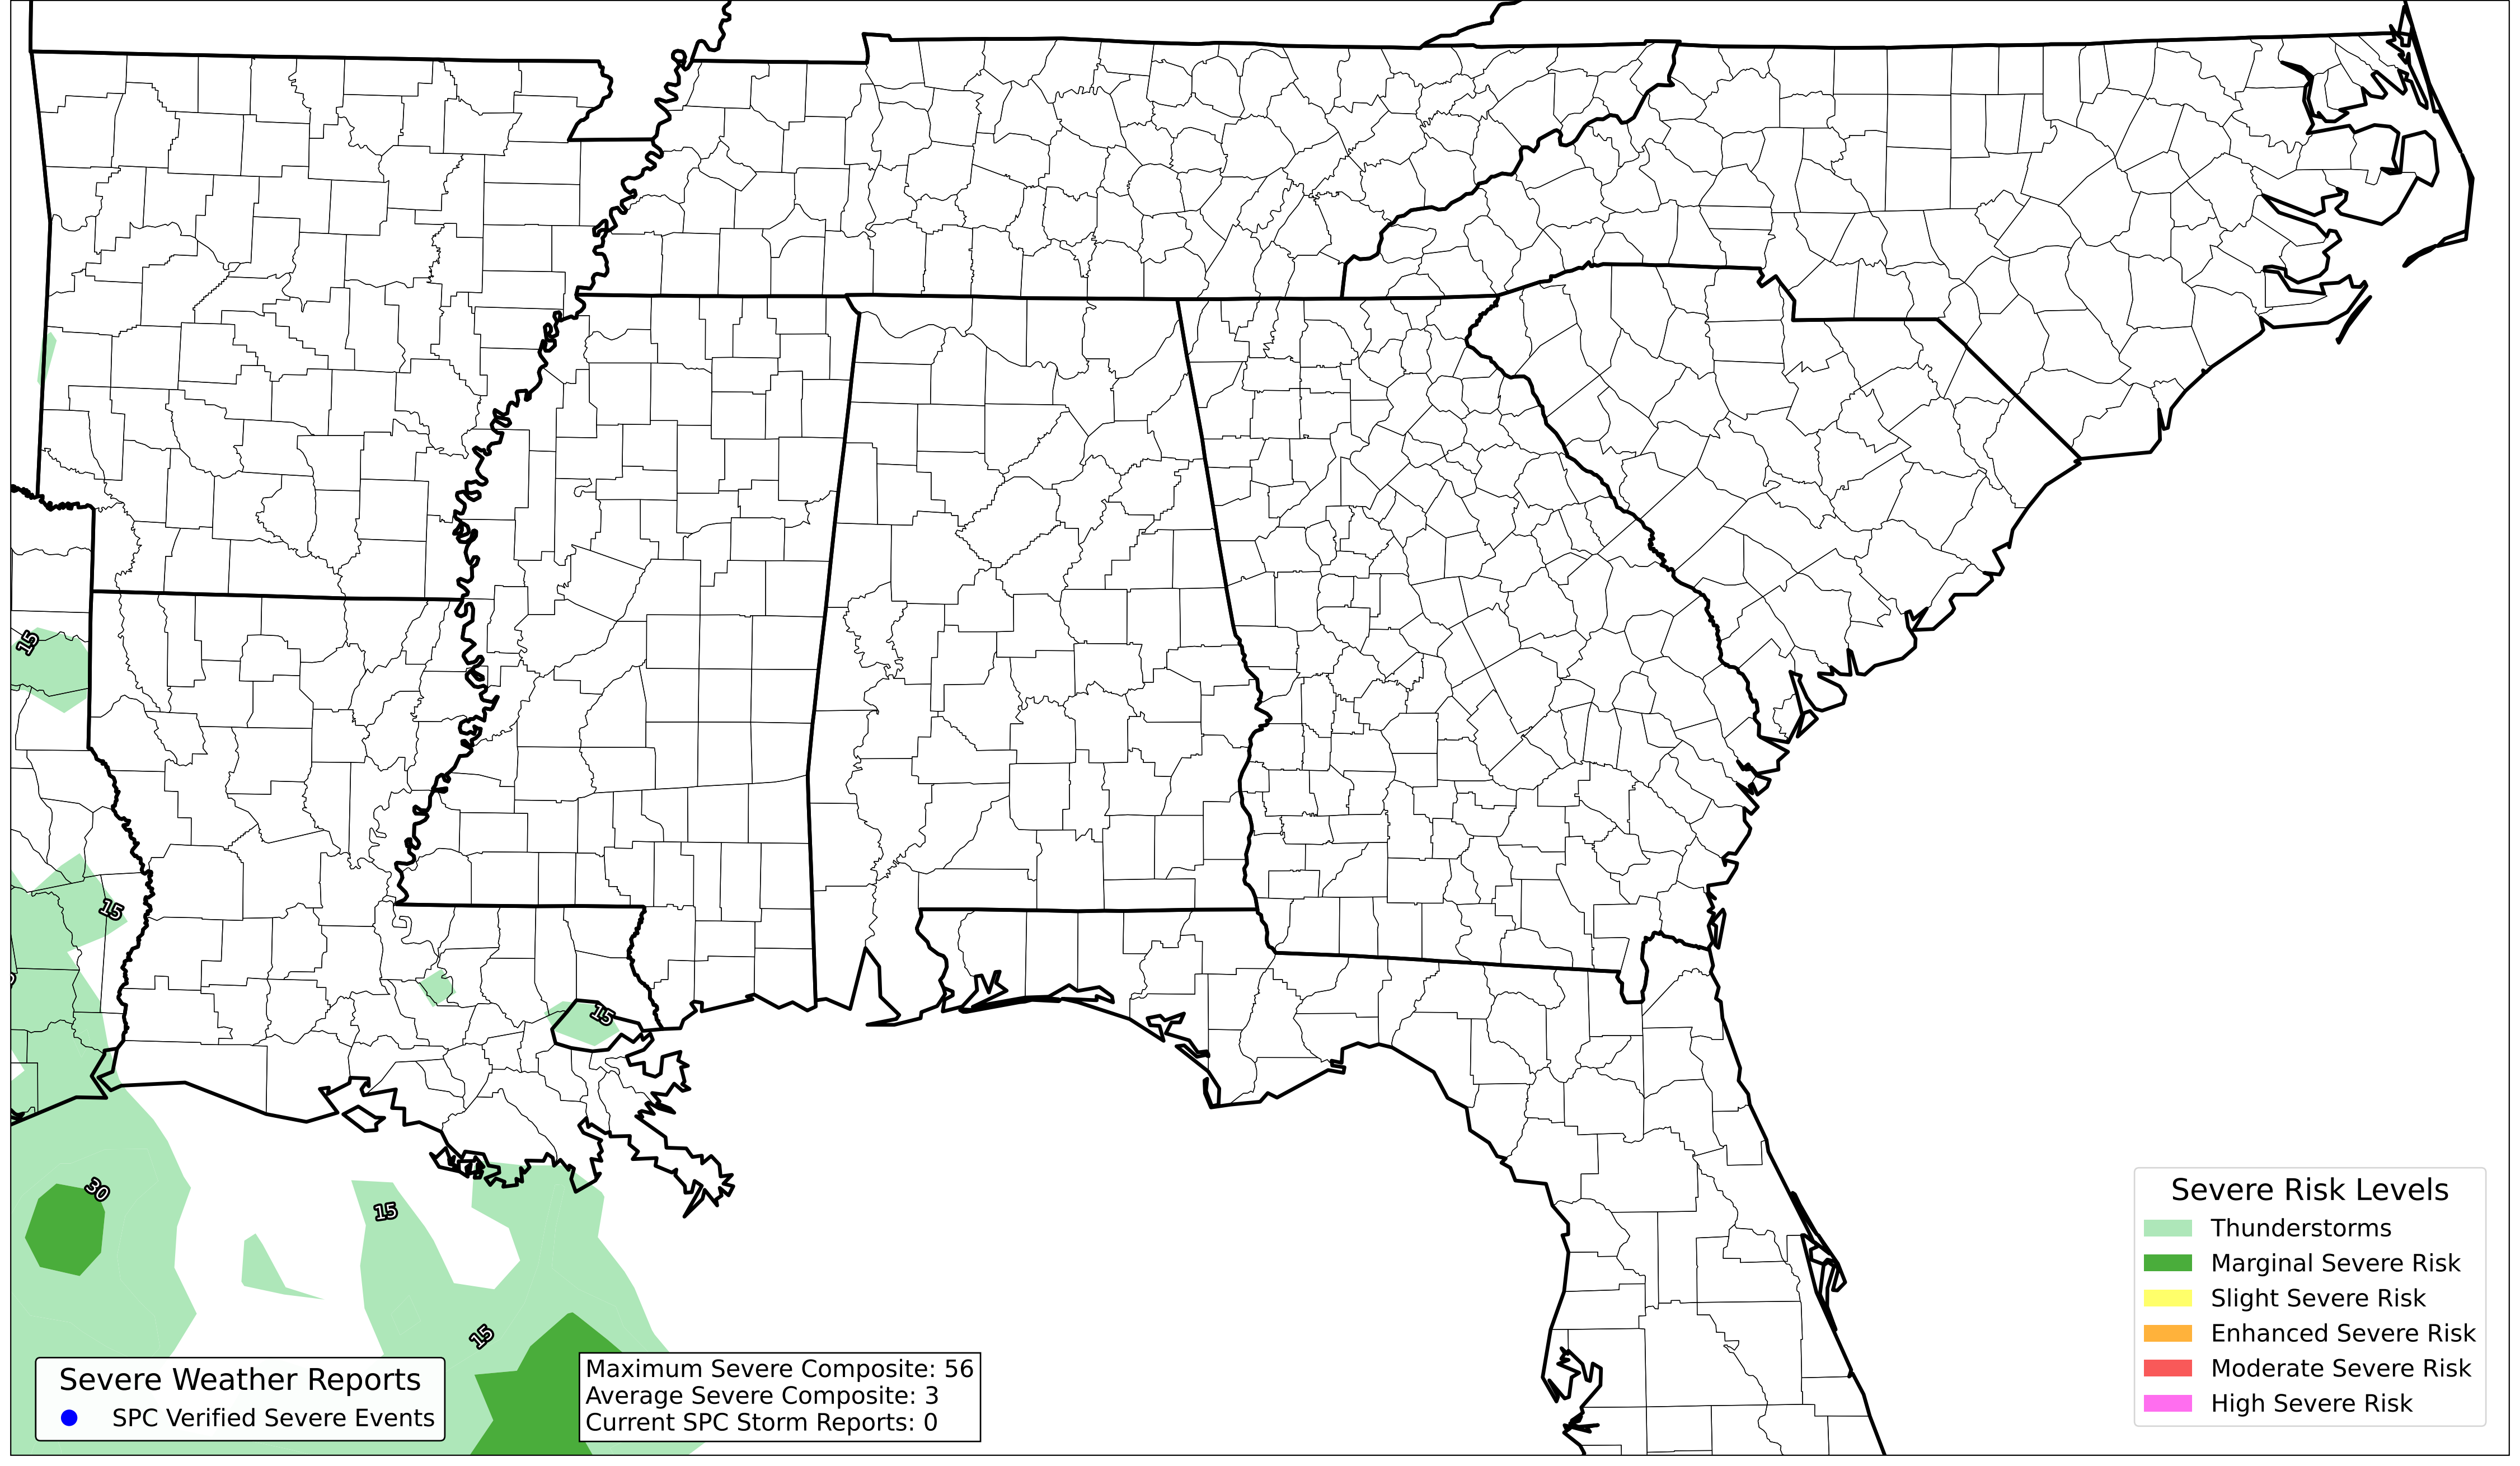 15
15
15
30
15
15
Severe Weather Reports
SPC Verified Severe Events
Maximum Severe Composite: 56
Average Severe Composite: 3
Current SPC Storm Reports: 0
Severe Risk Levels
Thunderstorms
Marginal Severe Risk
Slight Severe Risk
Enhanced Severe Risk
Moderate Severe Risk
High Severe Risk